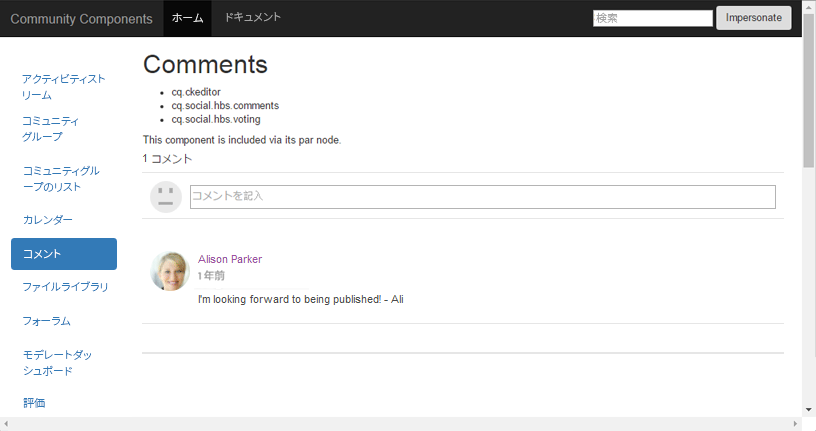 Community Components ホーム ドキュメント 検索 Impersonate
アクティビティスト
リーム
コミュニティ
グループ
コミュニティグル
ープのリスト
カレンダー
コメント
ファイルライブラリ
フォーラム
モデレートダッ
シュボード
評価
Comments
cq.ckeditor
cq.social.hbs.comments
cq.social.hbs.voting
This component is included via its par node.
1 コメント
コメントを記入
Alison Parker
1年前
I'm looking forward to being published! - Ali